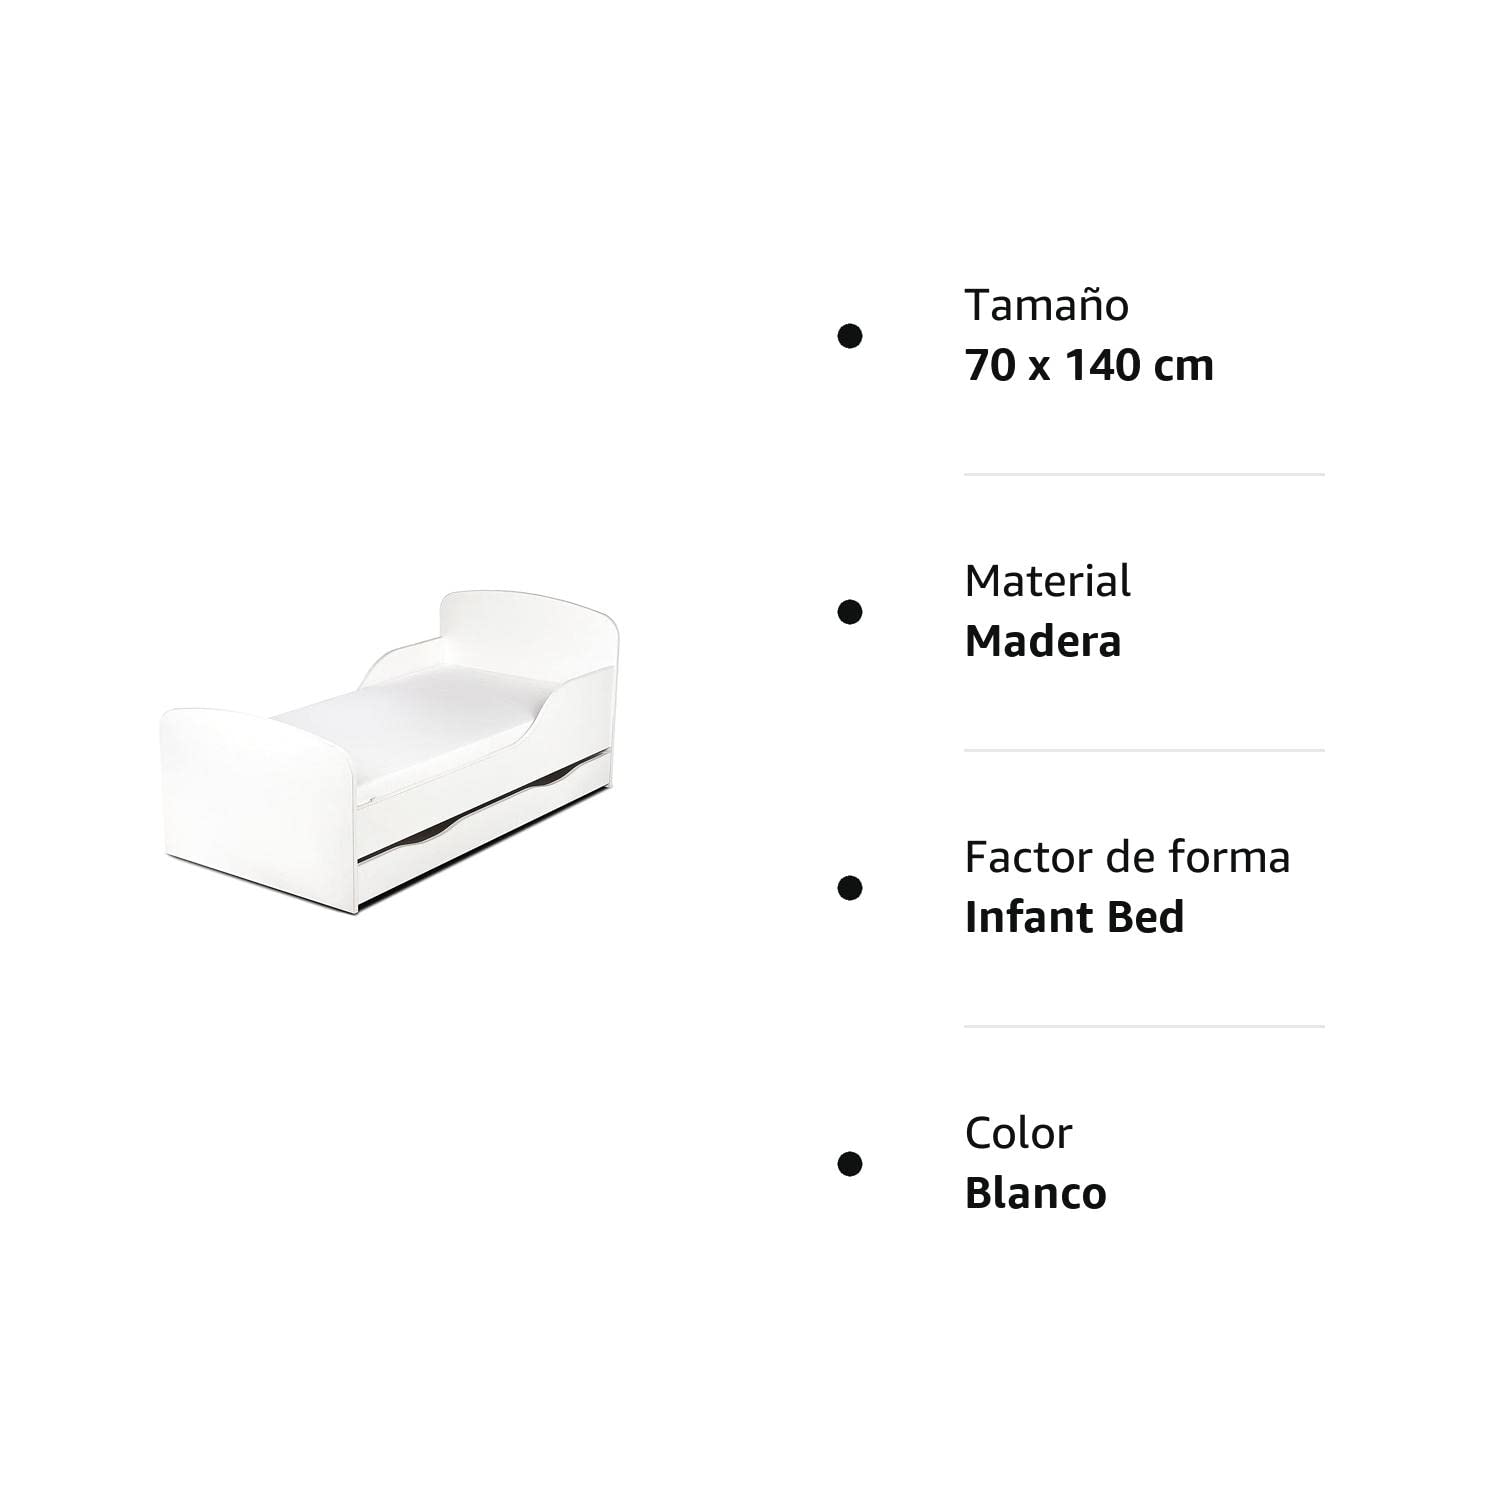 Tamaño
70 x 140 cm
Material
Madera
Factor de forma
Infant Bed
Color
Blanco